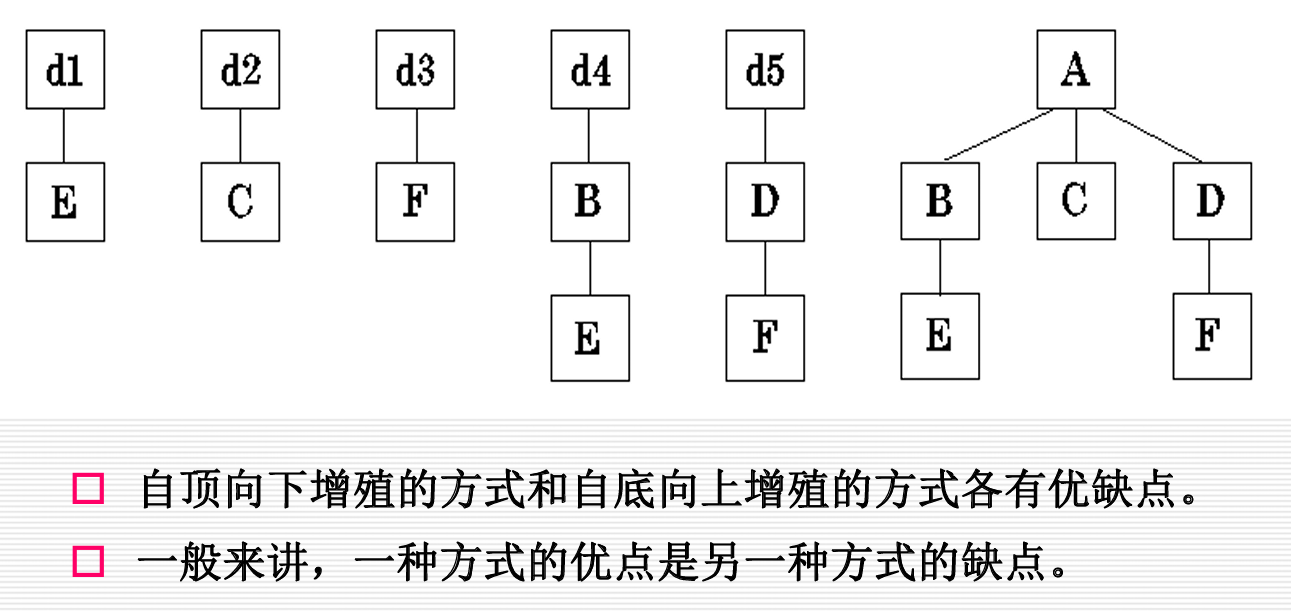 d1 d2 d3 d4 d5 A
E C F B D B C D
E F E F
自顶向下增殖的方式和自底向上增殖的方式各有优缺点。
一般来讲，一种方式的优点是另一种方式的缺点。